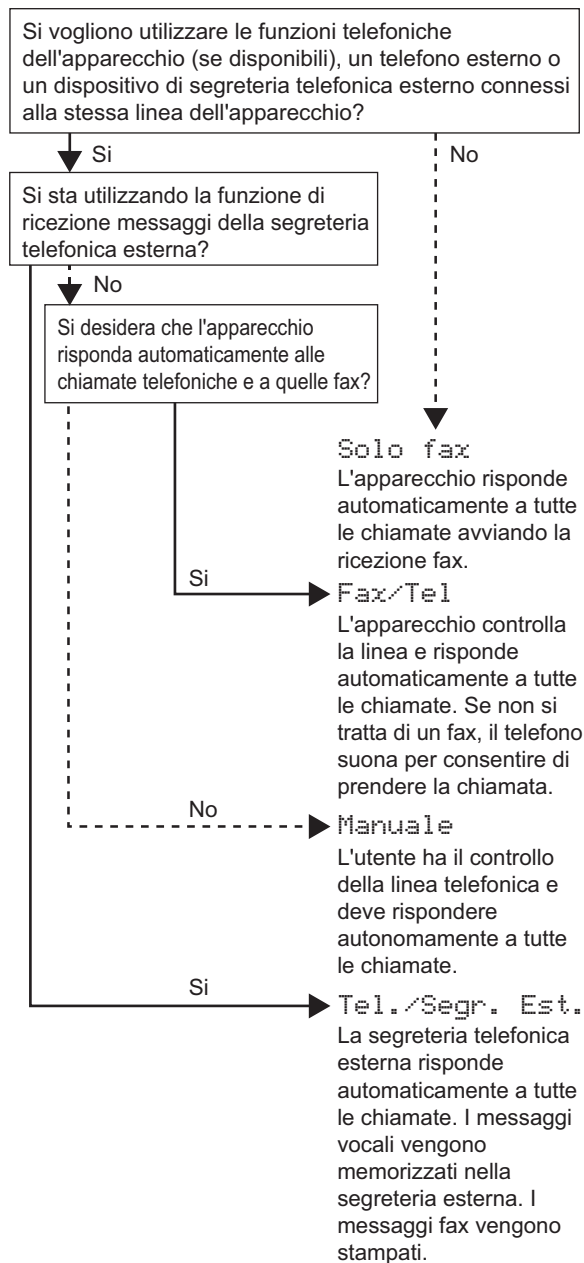 Si vogliono utilizzare le funzioni telefoniche
dell'apparecchio (se disponibili), un telefono esterno o
un dispositivo di segreteria telefonica esterno connessi
alla stessa linea dell'apparecchio?
Si
No
Si sta utilizzando la funzione di
ricezione messaggi della segreteria
telefonica esterna?
No
Si desidera che l'apparecchio
risponda automaticamente alle
chiamate telefoniche e a quelle fax?
Solo fax
L'apparecchio risponde
automaticamente a tutte
le chiamate avviando la
ricezione fax.
Si
Fax/Tel
L'apparecchio controlla
la linea e risponde
automaticamente a tutte
le chiamate. Se non si
tratta di un fax, il telefono
suona per consentire di
prendere la chiamata.
No
Manuale
L'utente ha il controllo
della linea telefonica e
deve rispondere
autonomamente a tutte
le chiamate.
Si
Tel./Segr. Est.
La segreteria telefonica
esterna risponde
automaticamente a tutte
le chiamate. I messaggi
vocali vengono
memorizzati nella
segreteria esterna. I
messaggi fax vengono
stampati.